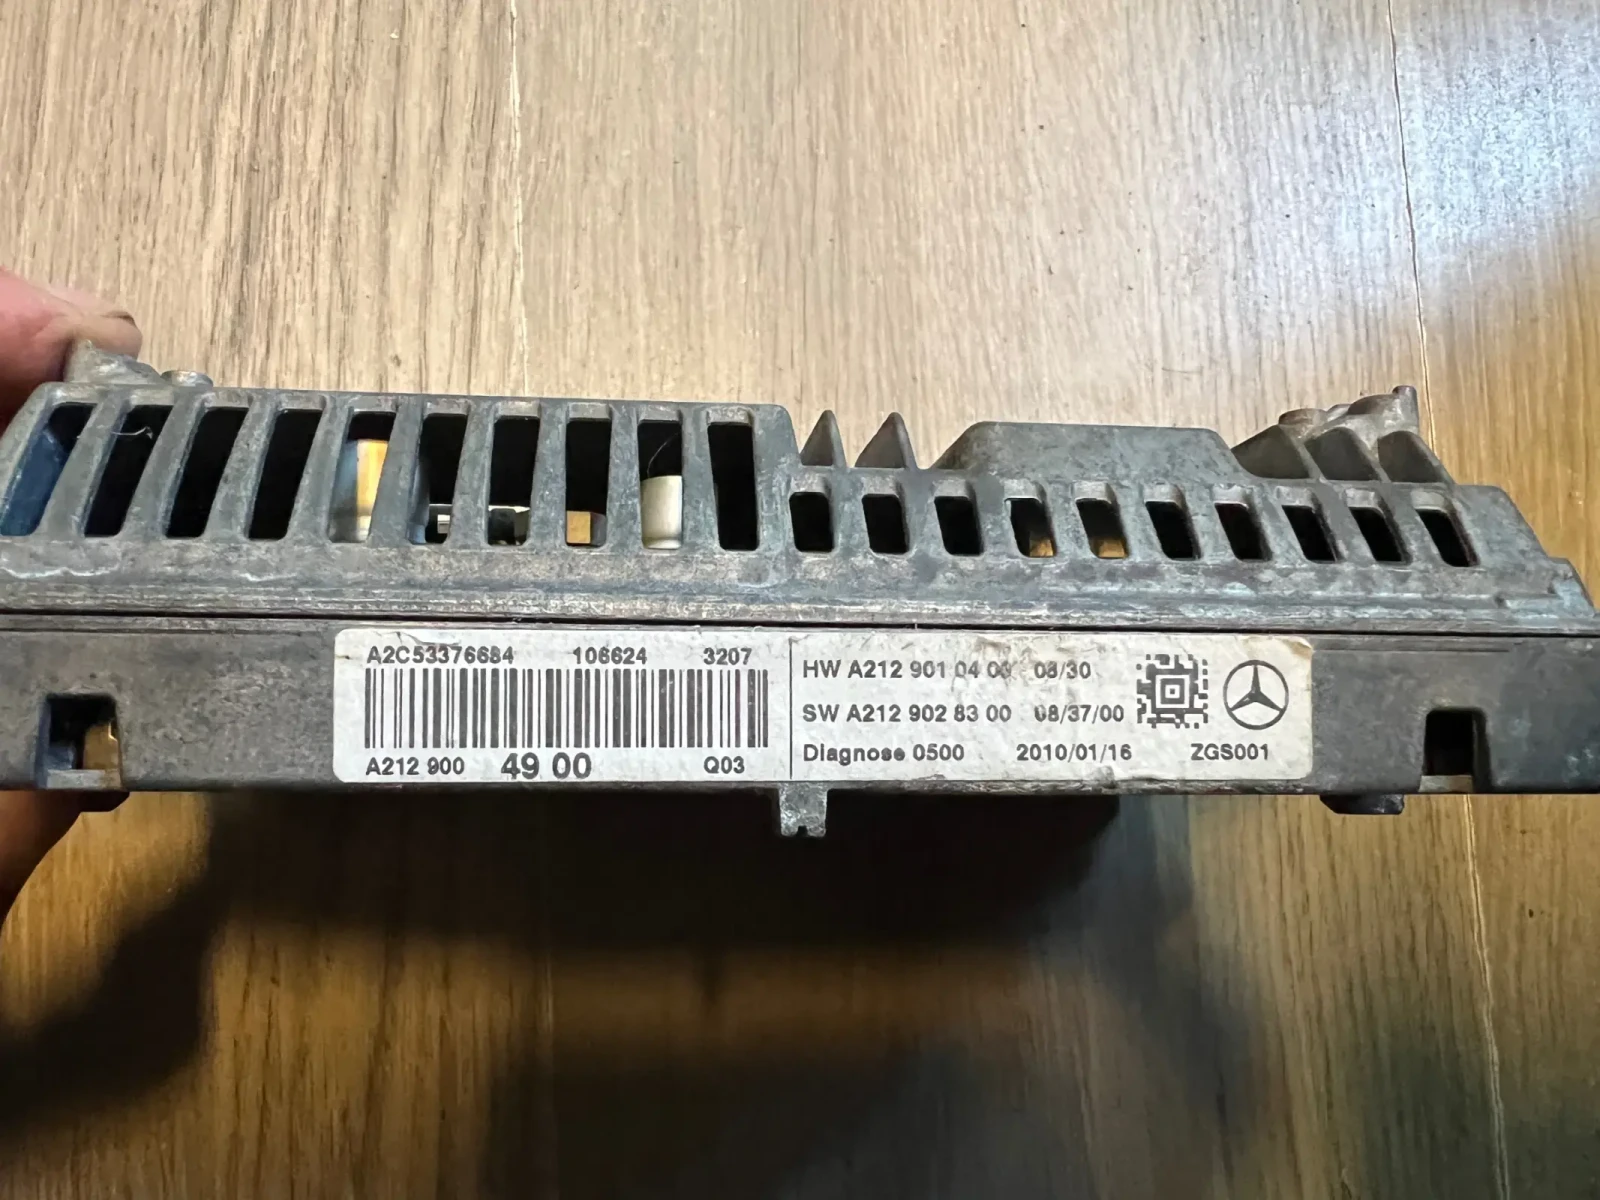 A2C53376684 106624 3207
A212 900 49 00 Q03
HW A212 901 04 00 08/30
SW A212 902 83 00 08/37/00
Diagnose 0500 2010/01/16 ZGS001